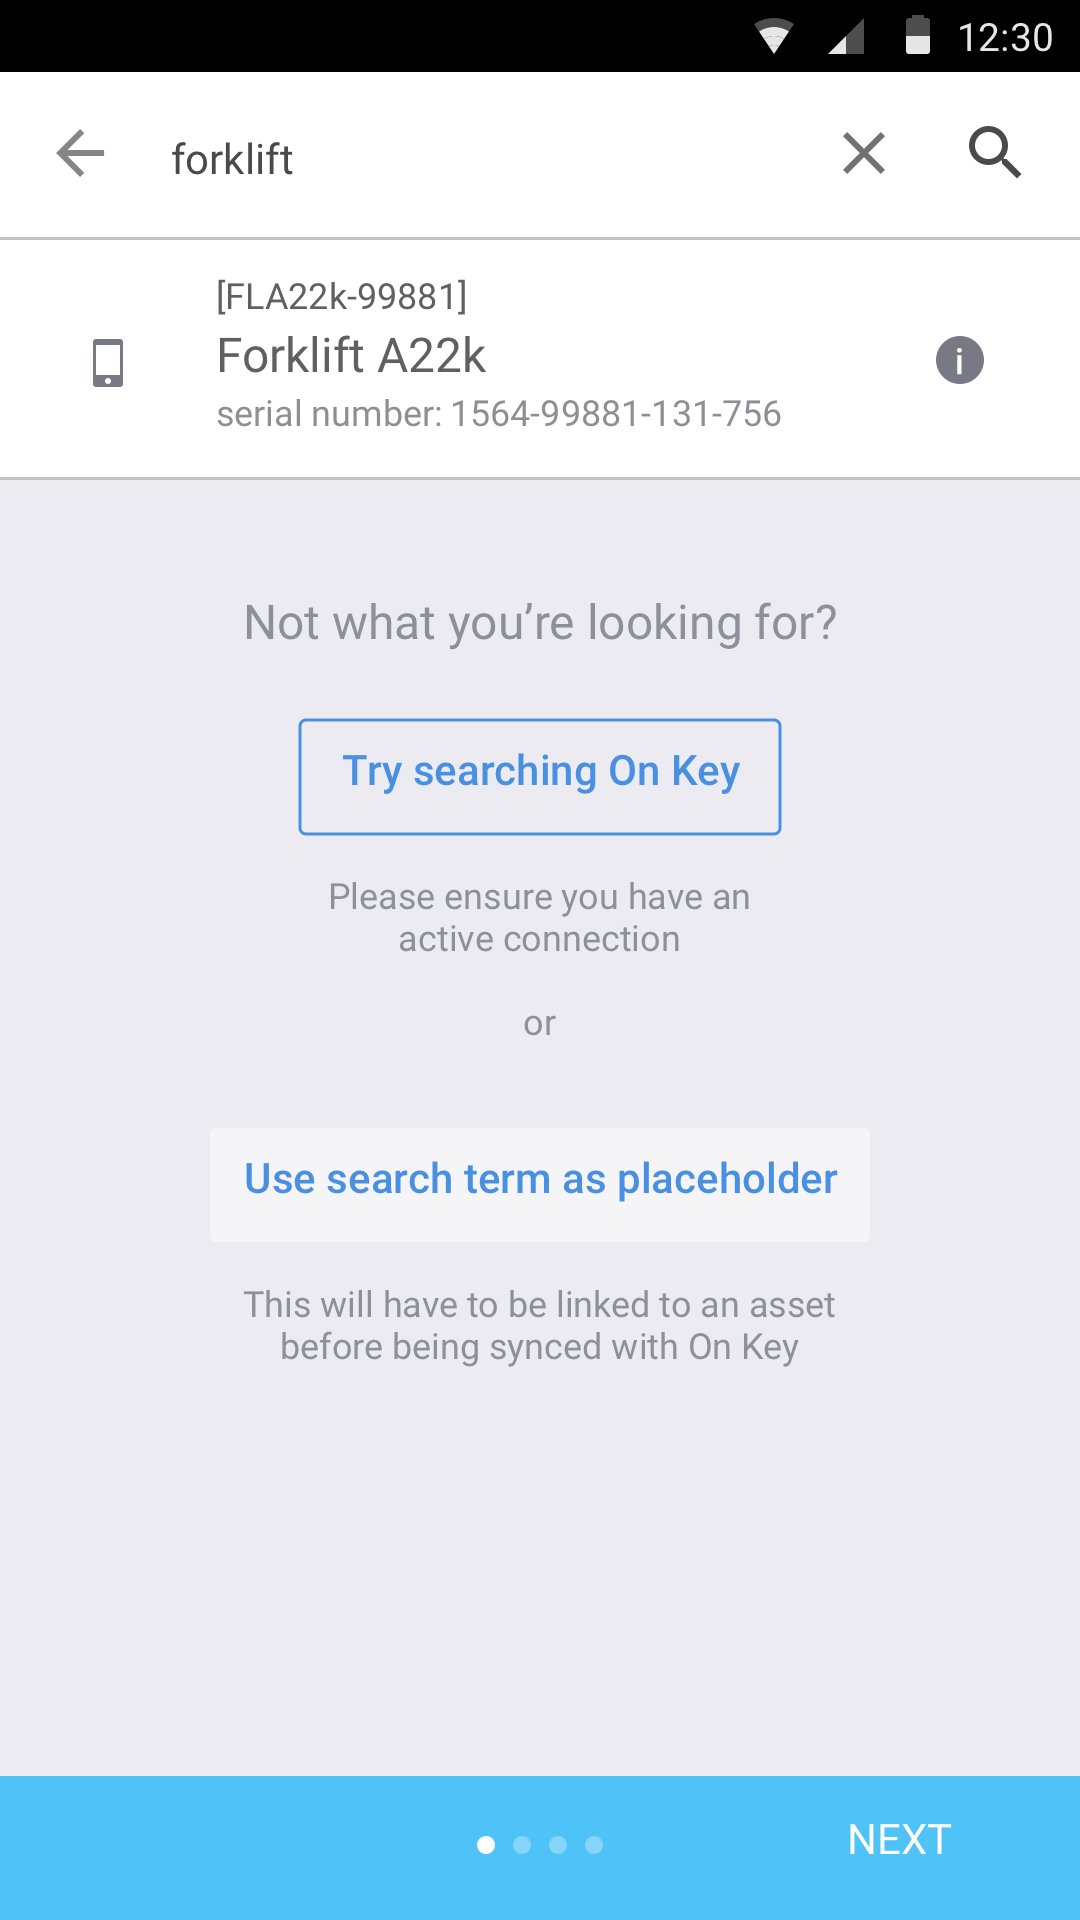 12:30
forklift
[FLA22k-99881]
Forklift A22k
serial number: 1564-99881-131-756
Not what you’re looking for?
Try searching On Key
Please ensure you have an
active connection
or
Use search term as placeholder
This will have to be linked to an asset
before being synced with On Key
NEXT